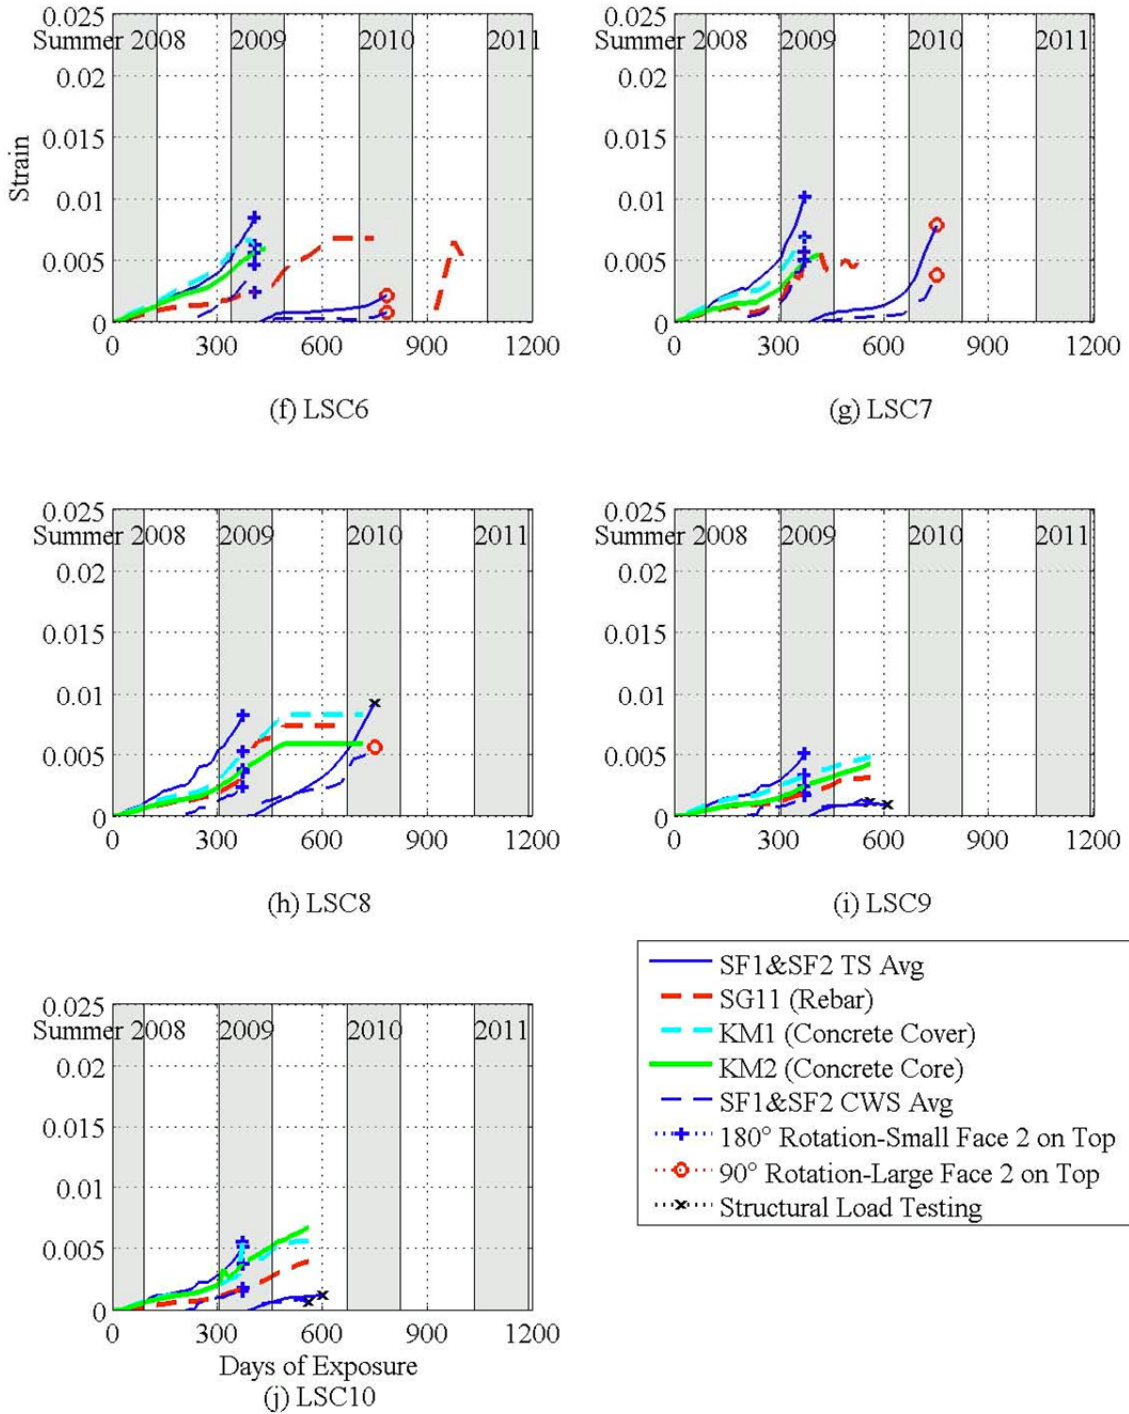 0.025
Summer 2008 2009 2010 2011
0.02
0.015
Strain
0.01
0.005
0
0 300 600 900 1200
(f) LSC6
0.025
Summer 2008 2009 2010 2011
0.02
0.015
0.01
0.005
0
0 300 600 900 1200
(g) LSC7
0.025
Summer 2008 2009 2010 2011
0.02
0.015
0.01
0.005
0
0 300 600 900 1200
(h) LSC8
0.025
Summer 2008 2009 2010 2011
0.02
0.015
0.01
0.005
0
0 300 600 900 1200
(i) LSC9
0.025
Summer 2008 2009 2010 2011
0.02
0.015
0.01
0.005
0
0 300 600 900 1200
Days of Exposure
(j) LSC10
SF1&SF2 TS Avg
SG11 (Rebar)
KM1 (Concrete Cover)
KM2 (Concrete Core)
SF1&SF2 CWS Avg
180° Rotation-Small Face 2 on Top
90° Rotation-Large Face 2 on Top
Structural Load Testing